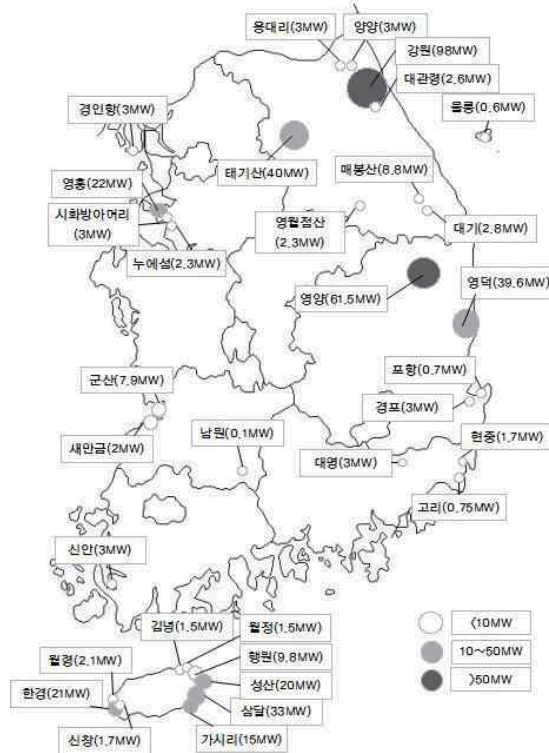 용대리(3MW)
양양(3MW)
강원(98MW)
대관령(2.6MW)
울릉(0.6MW)
경인항(3MW)
태기산(40MW)
매봉산(8.8MW)
영흥(22MW)
시화방아머리
(3MW)
영월접산
(2.3MW)
대기(2.8MW)
누에섬(2.3MW)
영양(61.5MW)
영덕(39.6MW)
군산(7.9MW)
포항(0.7MW)
경포(3MW)
새만금(2MW)
남원(0.1MW)
대명(3MW)
현중(1.7MW)
고리(0.75MW)
신안(3MW)
김녕(1.5MW)
월정(1.5MW)
<10MW
월령(2.1MW)
행원(9.8MW)
10~50MW
한경(21MW)
성산(20MW)
>50MW
삼달(33MW)
신창(1.7MW)
가시리(15MW)